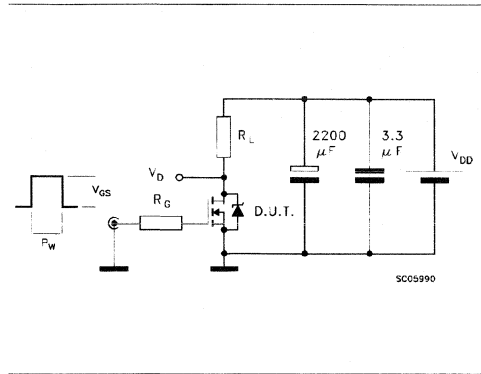 R_L
2200
μF
3.3
μF
V_DD
V_D
V_GS
R_G
D.U.T.
P_W
SC05990